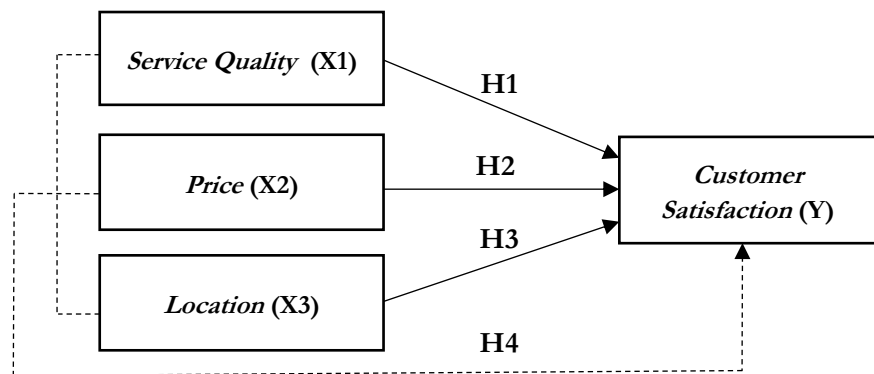 Service Quality (X1)
H1
Price (X2)
H2
Customer
Satisfaction (Y)
H3
Location (X3)
H4